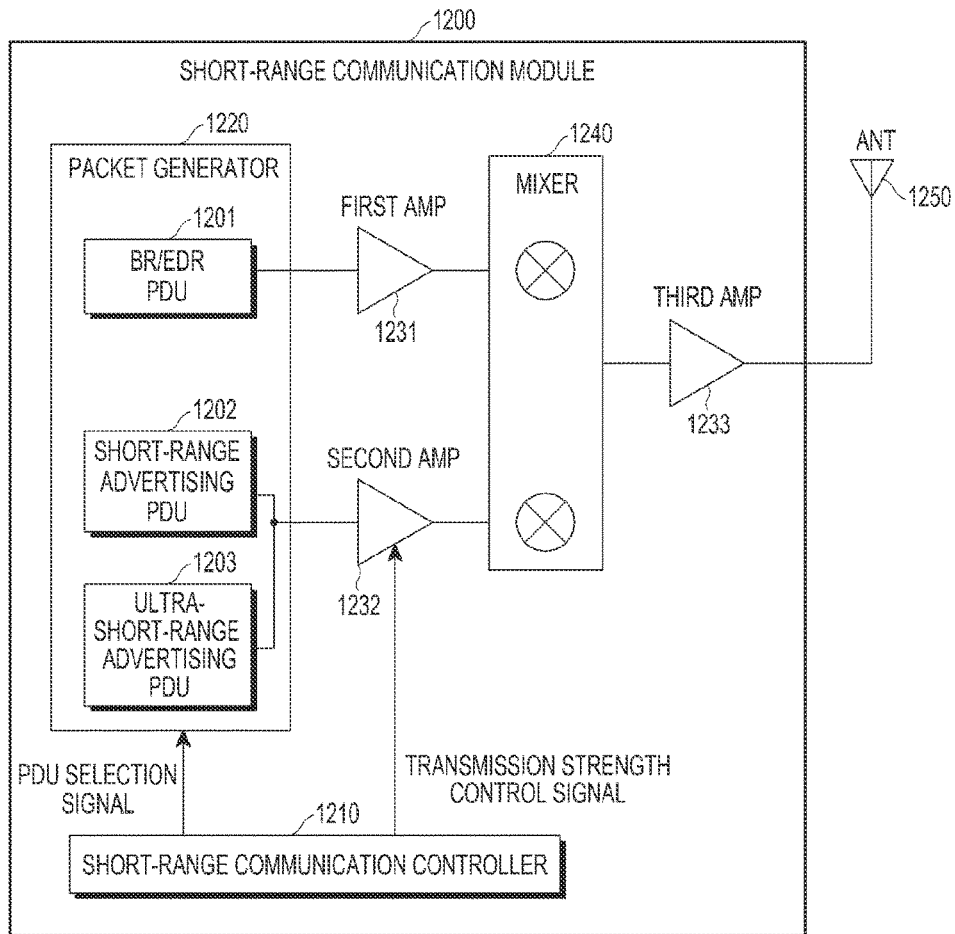 1200
SHORT-RANGE COMMUNICATION MODULE
1220
PACKET GENERATOR
1201
BR/EDR
PDU
FIRST AMP
1231
1240
MIXER
ANT
1250
THIRD AMP
1233
1202
SHORT-RANGE
ADVERTISING
PDU
SECOND AMP
1232
1203
ULTRA-
SHORT-RANGE
ADVERTISING
PDU
PDU SELECTION
SIGNAL
TRANSMISSION STRENGTH
CONTROL SIGNAL
1210
SHORT-RANGE COMMUNICATION CONTROLLER